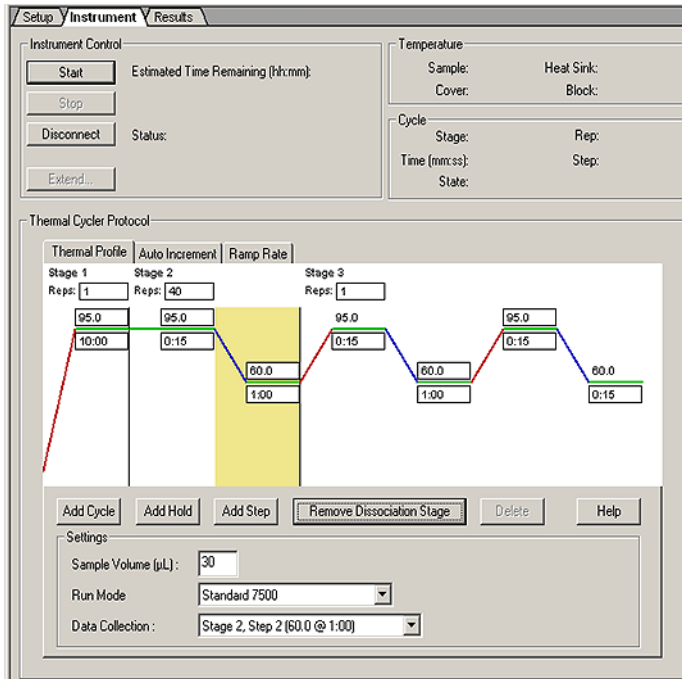 Setup Instrument Results
Instrument Control
Start Estimated Time Remaining (hh:mm):
Stop
Disconnect Status:
Extend...
Temperature
Sample: Heat Sink:
Cover: Block:
Cycle
Stage: Rep:
Time (mm:ss): Step:
State:
Thermal Cycler Protocol
Thermal Profile Auto Increment Ramp Rate
Stage 1 Stage 2 Stage 3
Reps: 1 Reps: 40 Reps: 1
95.0 95.0 95.0 95.0
10:00 0:15 0:15 0:15
60.0 60.0 60.0
1:00 1:00 0:15
Add Cycle Add Hold Add Step Remove Dissociation Stage Delete Help
Settings
Sample Volume (µL) : 30
Run Mode Standard 7500
Data Collection : Stage 2, Step 2 (60.0 @ 1:00)